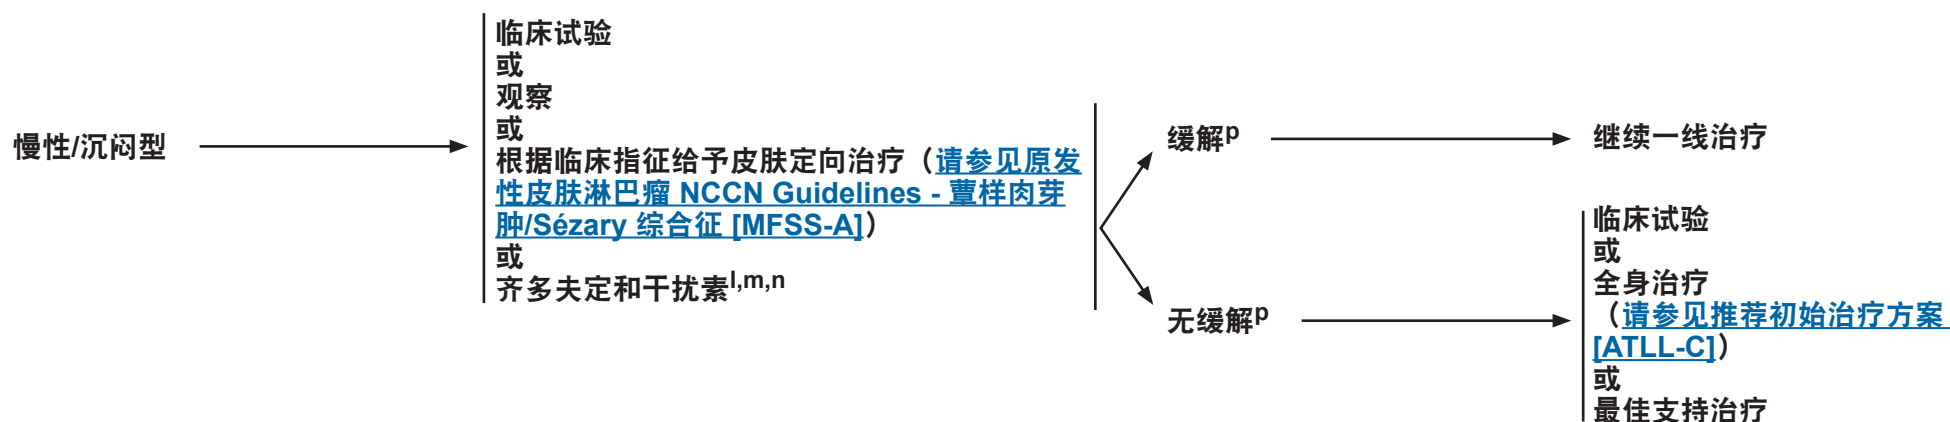 慢性/沉闷型
临床试验
或
观察
或
根据临床指征给予皮肤定向治疗（请参见原发
性皮肤淋巴瘤 NCCN Guidelines - 蕈样肉芽
肿/Sézary 综合征 [MFSS-A]）
或
齐多夫定和干扰素l,m,n
缓解p
继续一线治疗
无缓解p
临床试验
或
全身治疗
（请参见推荐初始治疗方案
[ATLL-C]）
或
最佳支持治疗